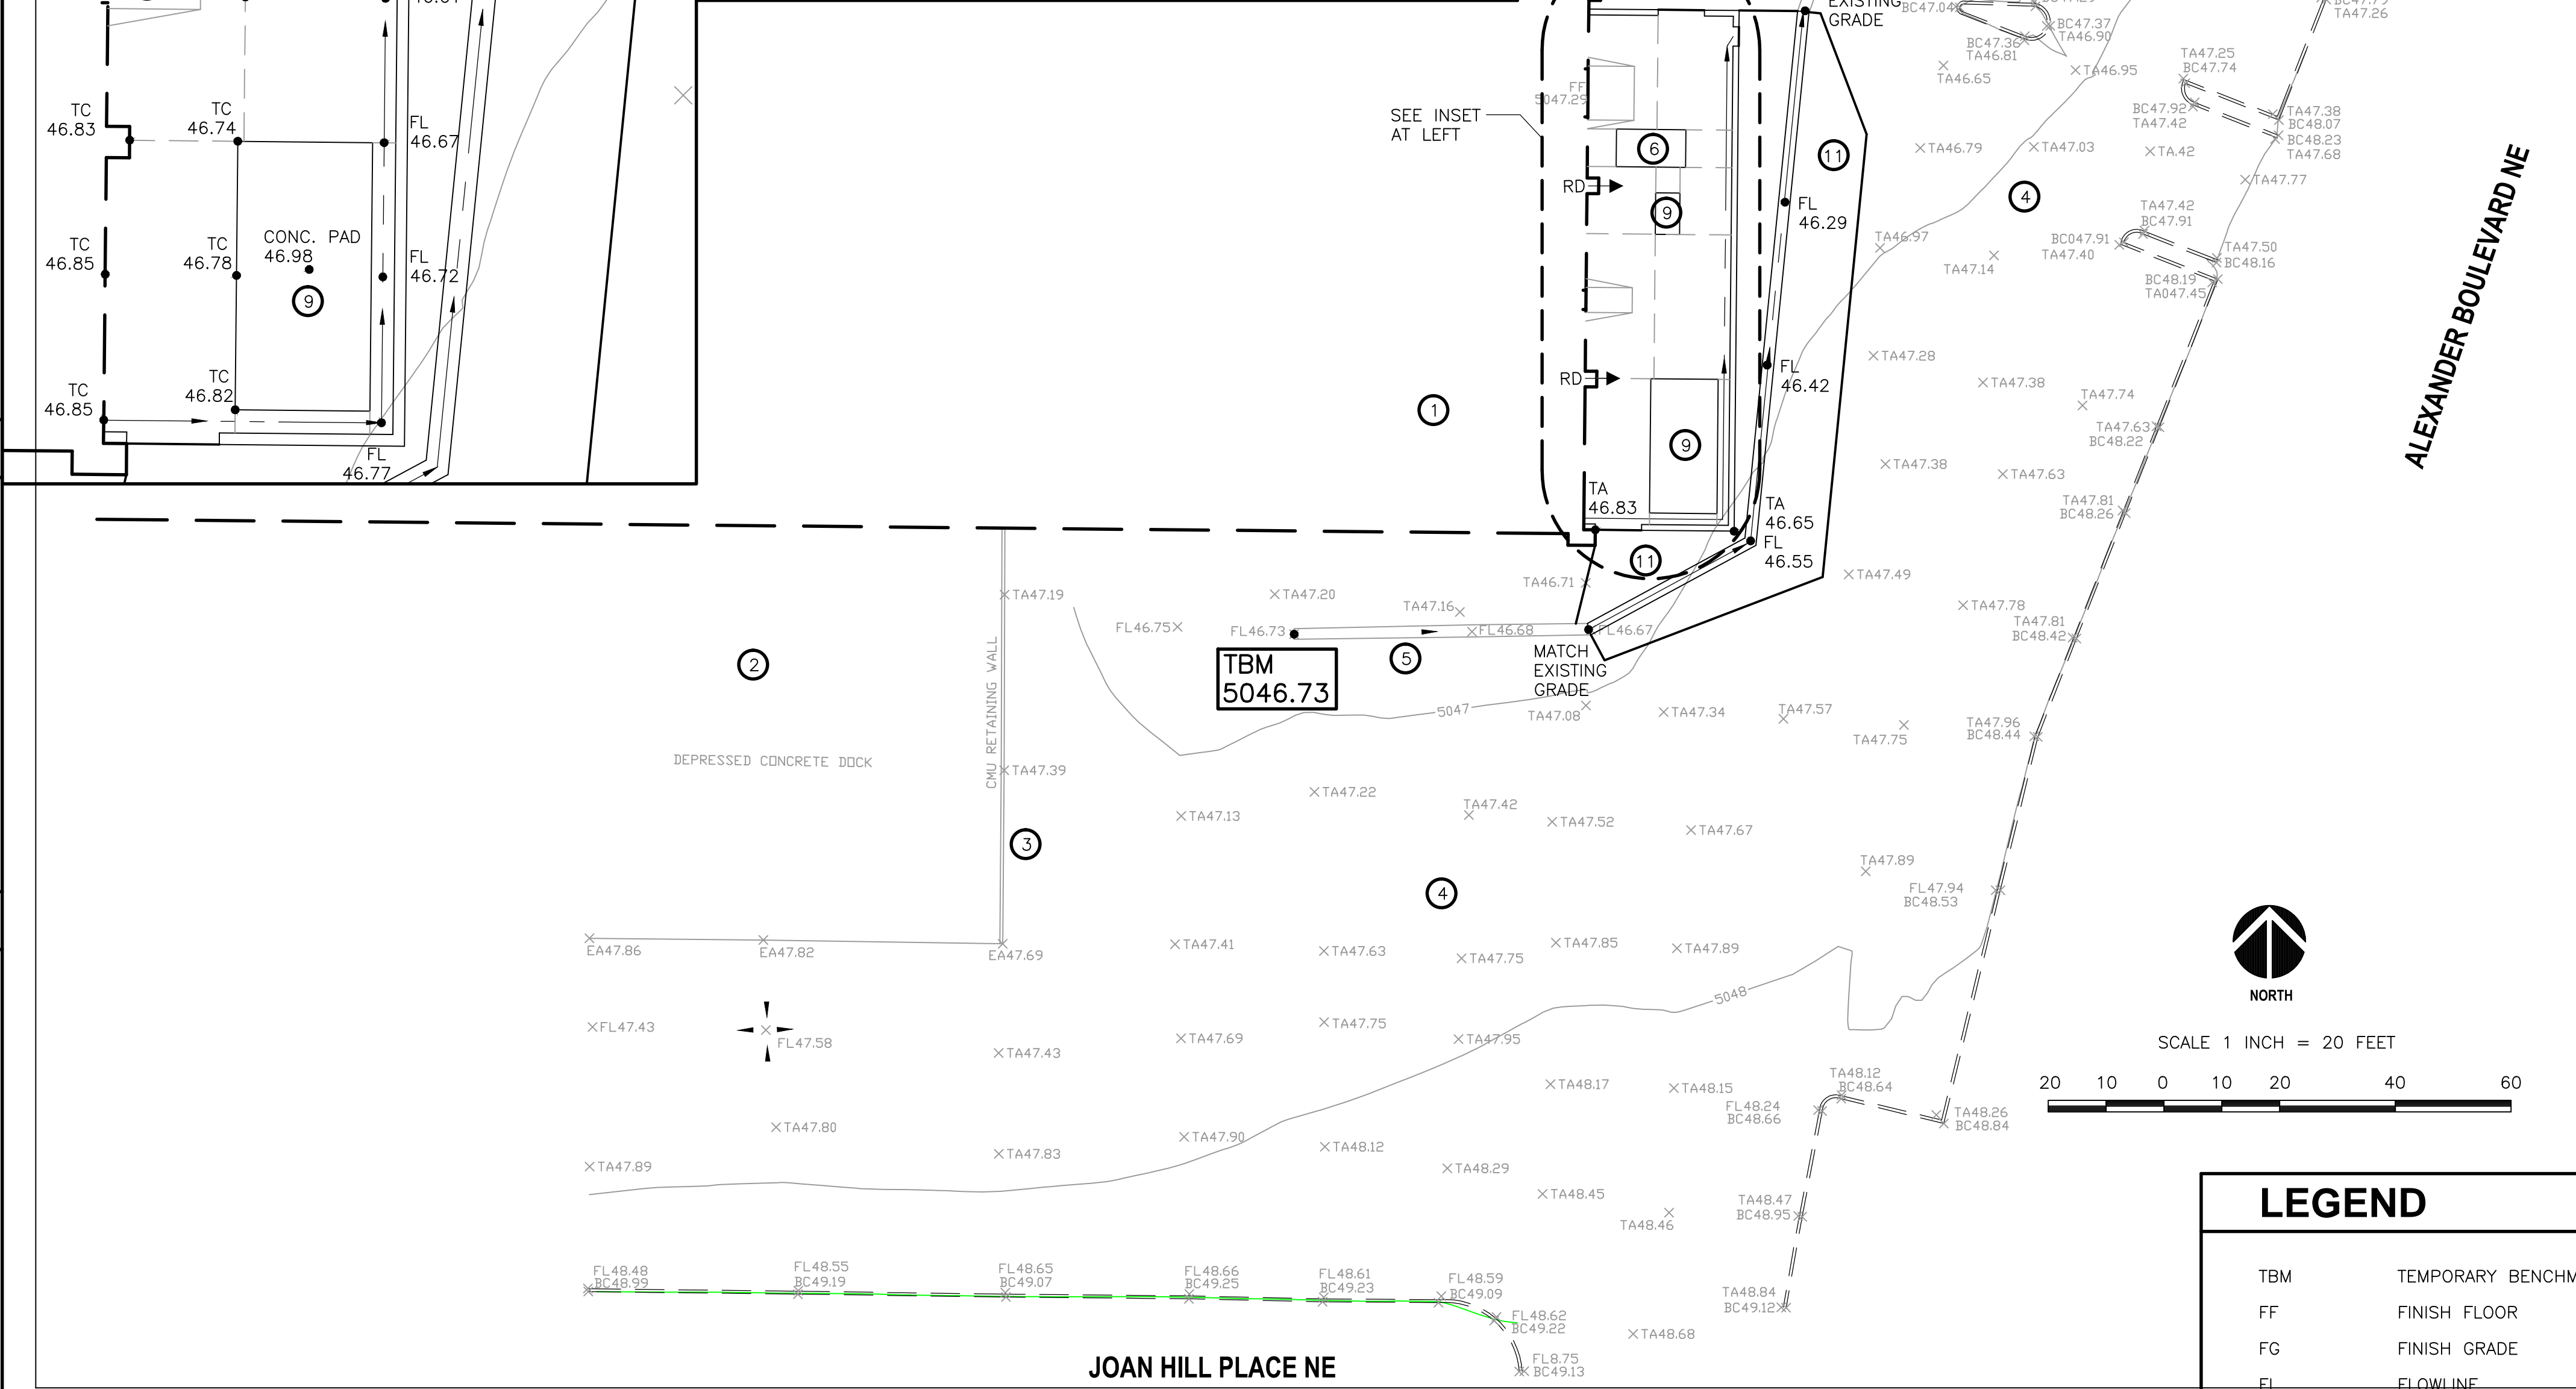 TC
46.83
TC
46.74
FL
46.67
TC
46.85
TC
46.78
CONC. PAD
46.98
9
FL
46.72
TC
46.85
TC
46.82
FL
46.77
FF
5047.29
SEE INSET
AT LEFT
RD
RD
6
9
9
1
11
11
EXISTING
GRADE
FL
46.29
FL
46.42
TA
46.83
TA
46.65
FL
46.55
BC47.04
BC47.37
TA46.90
BC47.36
TA46.81
TA46.65
TA46.95
TA47.26
TA47.25
BC47.74
BC47.92
TA47.42
TA47.38
BC48.07
BC48.23
TA47.68
TA46.79
TA47.03
TA.42
TA47.77
4
TA46.97
TA47.14
TA47.42
BC47.91
BC047.91
TA47.40
TA47.50
BC48.16
BC48.19
TA047.45
ALEXANDER BOULEVARD NE
TA47.28
TA47.38
TA47.74
TA47.63
BC48.22
TA47.38
TA47.63
TA47.81
BC48.26
TA47.49
TA47.78
TA47.81
BC48.42
TA47.19
TA47.20
TA46.71
TA47.16
FL46.75
FL46.73
FL46.68
FL46.67
TBM
5046.73
5
MATCH
EXISTING
GRADE
2
CMU RETAINING WALL
DEPRESSED CONCRETE DOCK
5047
TA47.08
TA47.34
TA47.57
TA47.75
TA47.96
BC48.44
TA47.39
TA47.22
TA47.13
TA47.42
TA47.52
TA47.67
3
TA47.89
FL47.94
BC48.53
4
EA47.86
EA47.82
EA47.69
TA47.41
TA47.63
TA47.75
TA47.85
TA47.89
5048
NORTH
SCALE 1 INCH = 20 FEET
20 10 0 10 20 40 60
FL47.43
FL47.58
TA47.43
TA47.69
TA47.75
TA47.95
TA48.17
TA48.15
TA48.12
BC48.64
FL48.24
BC48.66
TA48.26
BC48.84
TA47.80
TA47.83
TA47.90
TA48.12
TA47.89
TA48.29
TA48.45
TA48.46
TA48.47
BC48.95
FL48.48
BC48.99
FL48.55
BC49.19
FL48.65
BC49.07
FL48.66
BC49.25
FL48.61
BC49.23
FL48.59
BC49.09
FL48.62
BC49.22
TA48.84
BC49.12
TA48.68
FL8.75
BC49.13
JOAN HILL PLACE NE
LEGEND
TBM TEMPORARY
FF FINISH FLOOR
FG FINISH GRADE
FL FLOWLINE